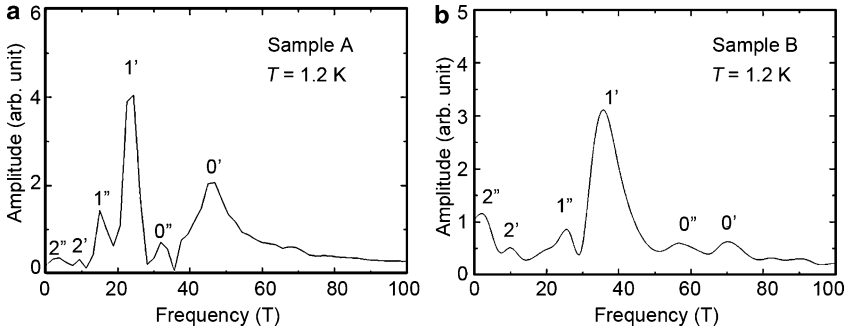 a
Sample A
T = 1.2 K
Amplitude (arb. unit)
6
4
2
0
2” 2’ 1” 1’ 0” 0’
0 20 40 60 80 100
Frequency (T)
b
Sample B
T = 1.2 K
Amplitude (arb. unit)
5
4
3
2
1
0
2” 2’ 1” 1’ 0” 0’
0 20 40 60 80 100
Frequency (T)